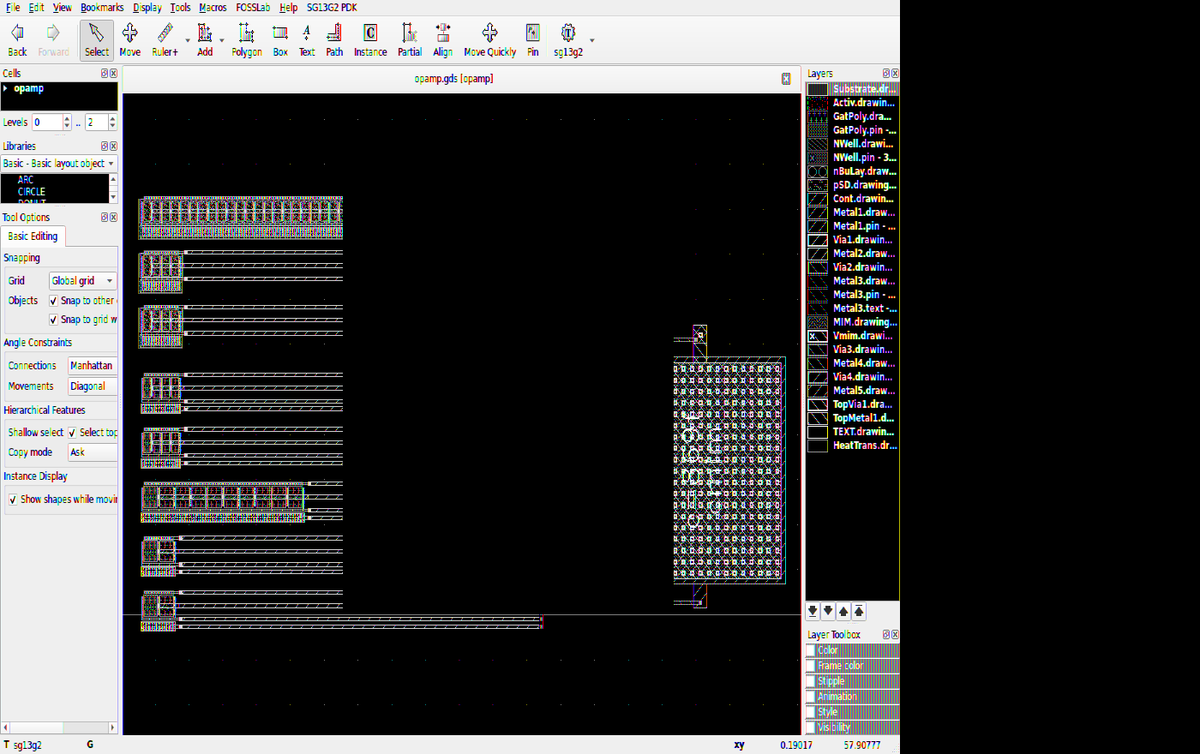 File Edit View Bookmarks Display Tools Macros FOSSLab Help SG13G2 PDK
Back Forward Select Move Ruler+ Add Polygon Box Text Path Instance Partial Align Move Quickly Pin sg13g2
Cells
opamp
Levels 0 .. 2
Libraries
Basic - Basic layout object
ARC
CIRCLE
Tool Options
Basic Editing
Snapping
Grid Global grid
Objects Snap to other
Snap to grid w
Angle Constraints
Connections Manhattan
Movements Diagonal
Hierarchical Features
Shallow select Select top
Copy mode Ask
Instance Display
Show shapes while movin
T sg13g2 G
opamp.gds [opamp]
Layers
Substrate.dr...
Activ.drawin...
GatPoly.dra...
GatPoly.pin -...
NWell.drawi...
NWell.pin - 3...
nBuLay.draw...
pSD.drawing...
Cont.drawin...
Metal1.draw...
Metal1.pin - ...
Via1.drawin...
Metal2.draw...
Via2.drawin...
Metal3.draw...
Metal3.pin - ...
Metal3.text -...
MIM.drawing...
Vmim.drawi...
Via3.drawin...
Metal4.draw...
Via4.drawin...
Metal5.draw...
TopVia1.dra...
TopMetal1.d...
TEXT.drawin...
HeatTrans.dr...
Layer Toolbox
Color
Frame color
Stipple
Animation
Style
Visibility
xy 0.19017 57.90777